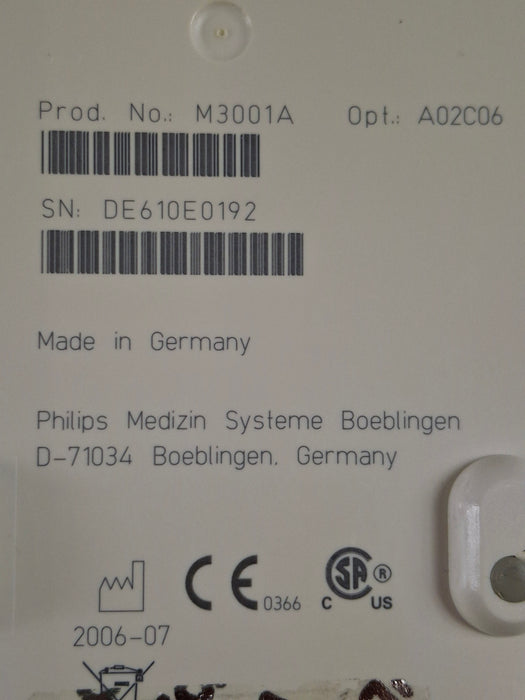 Prod. No.: M3001A Opt.: A02C06
SN: DE610E0192
Made in Germany
Philips Medizin Systeme Boeblingen
D-71034 Boeblingen, Germany
CE 0366
SA ®
C US
2006-07